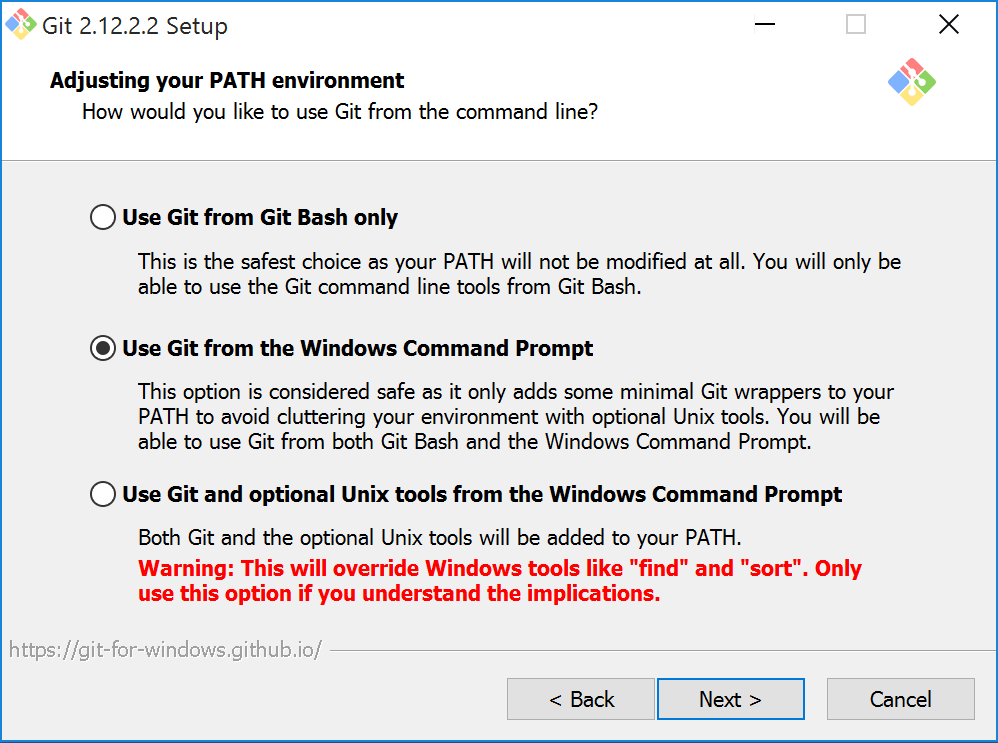 Git 2.12.2.2 Setup
Adjusting your PATH environment
How would you like to use Git from the command line?
Use Git from Git Bash only
This is the safest choice as your PATH will not be modified at all. You will only be
able to use the Git command line tools from Git Bash.
Use Git from the Windows Command Prompt
This option is considered safe as it only adds some minimal Git wrappers to your
PATH to avoid cluttering your environment with optional Unix tools. You will be
able to use Git from both Git Bash and the Windows Command Prompt.
Use Git and optional Unix tools from the Windows Command Prompt
Both Git and the optional Unix tools will be added to your PATH.
Warning: This will override Windows tools like "find" and "sort". Only
use this option if you understand the implications.
https://git-for-windows.github.io/
< Back Next > Cancel